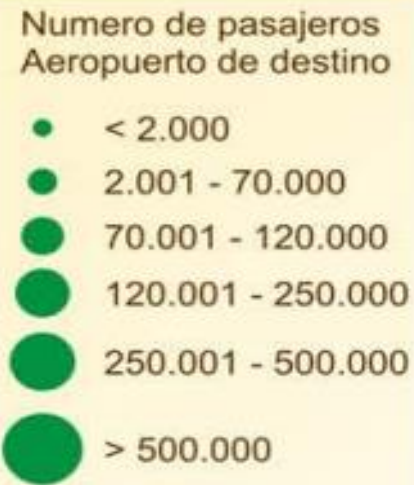 Numero de pasajeros
Aeropuerto de destino
< 2.000
2.001 - 70.000
70.001 - 120.000
120.001 - 250.000
250.001 - 500.000
> 500.000